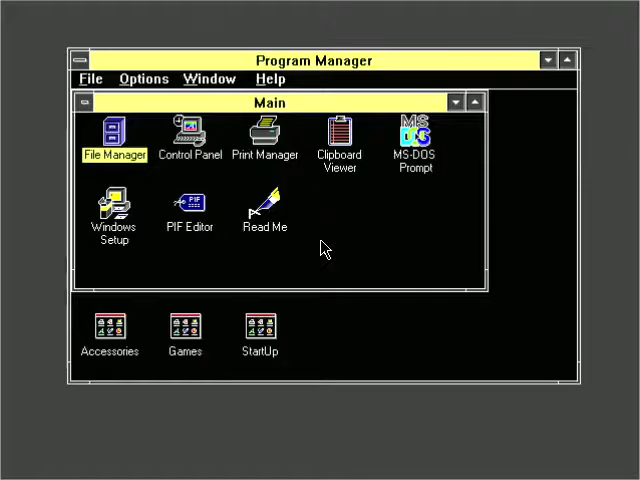 Program Manager
File Options Window Help
Main
MS
DOS
File Manager Control Panel Print Manager Clipboard Viewer MS-DOS Prompt
PIF
Windows Setup PIF Editor Read Me
Accessories Games StartUp